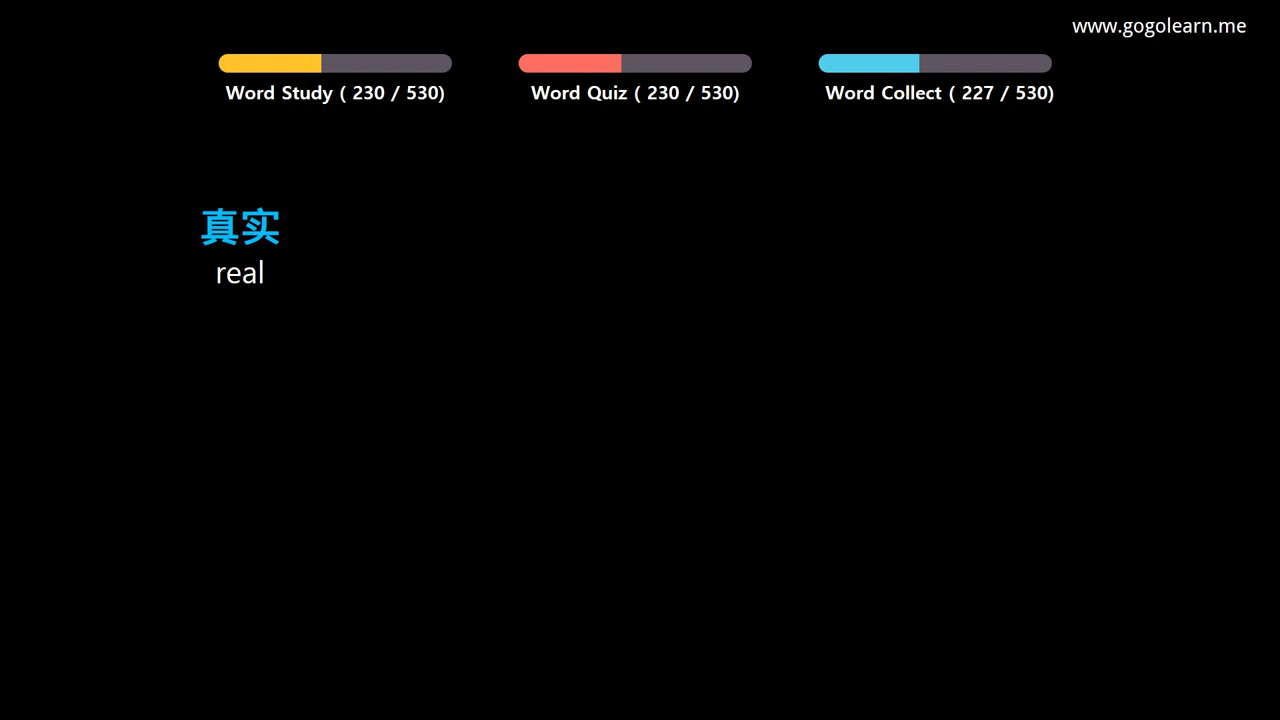 www.gogolearn.me
Word Study ( 230 / 530)
Word Quiz ( 230 / 530)
Word Collect ( 227 / 530)
真实
real